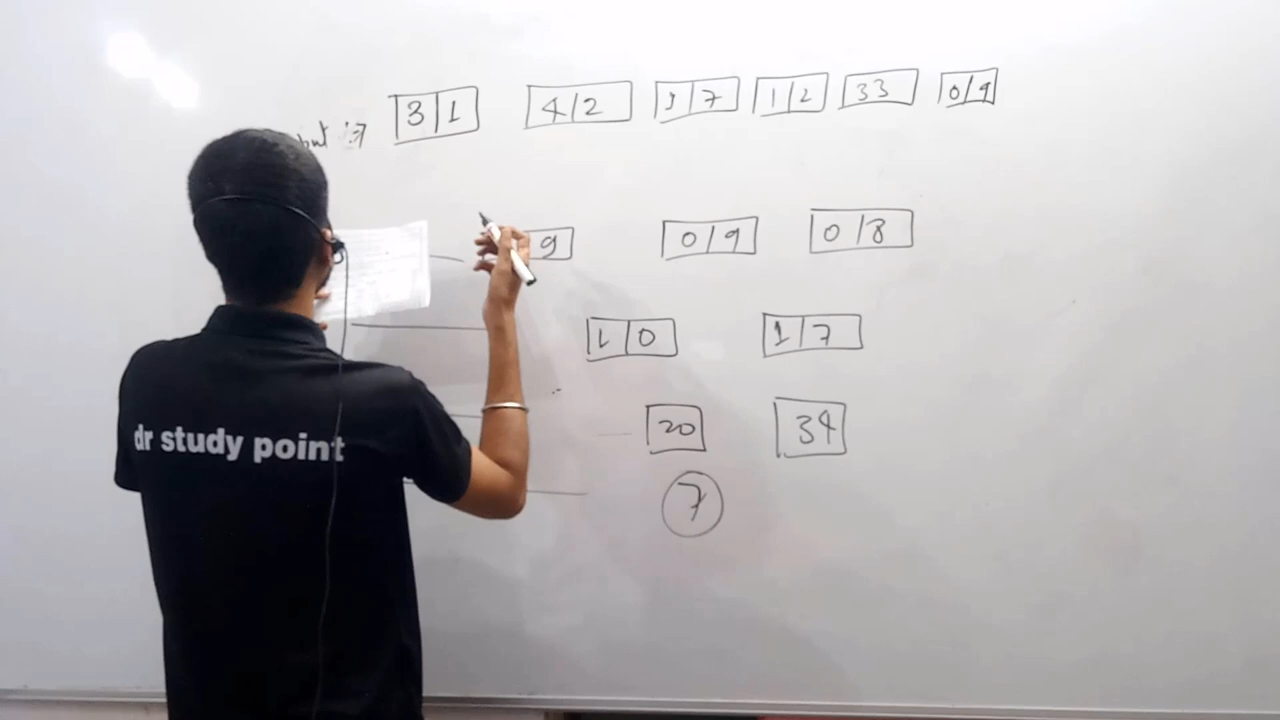 3|1 4|2 1|7 1|2 33 0/9
9 0/9 0/8
1|0 1|7
20 34
7
dr study point